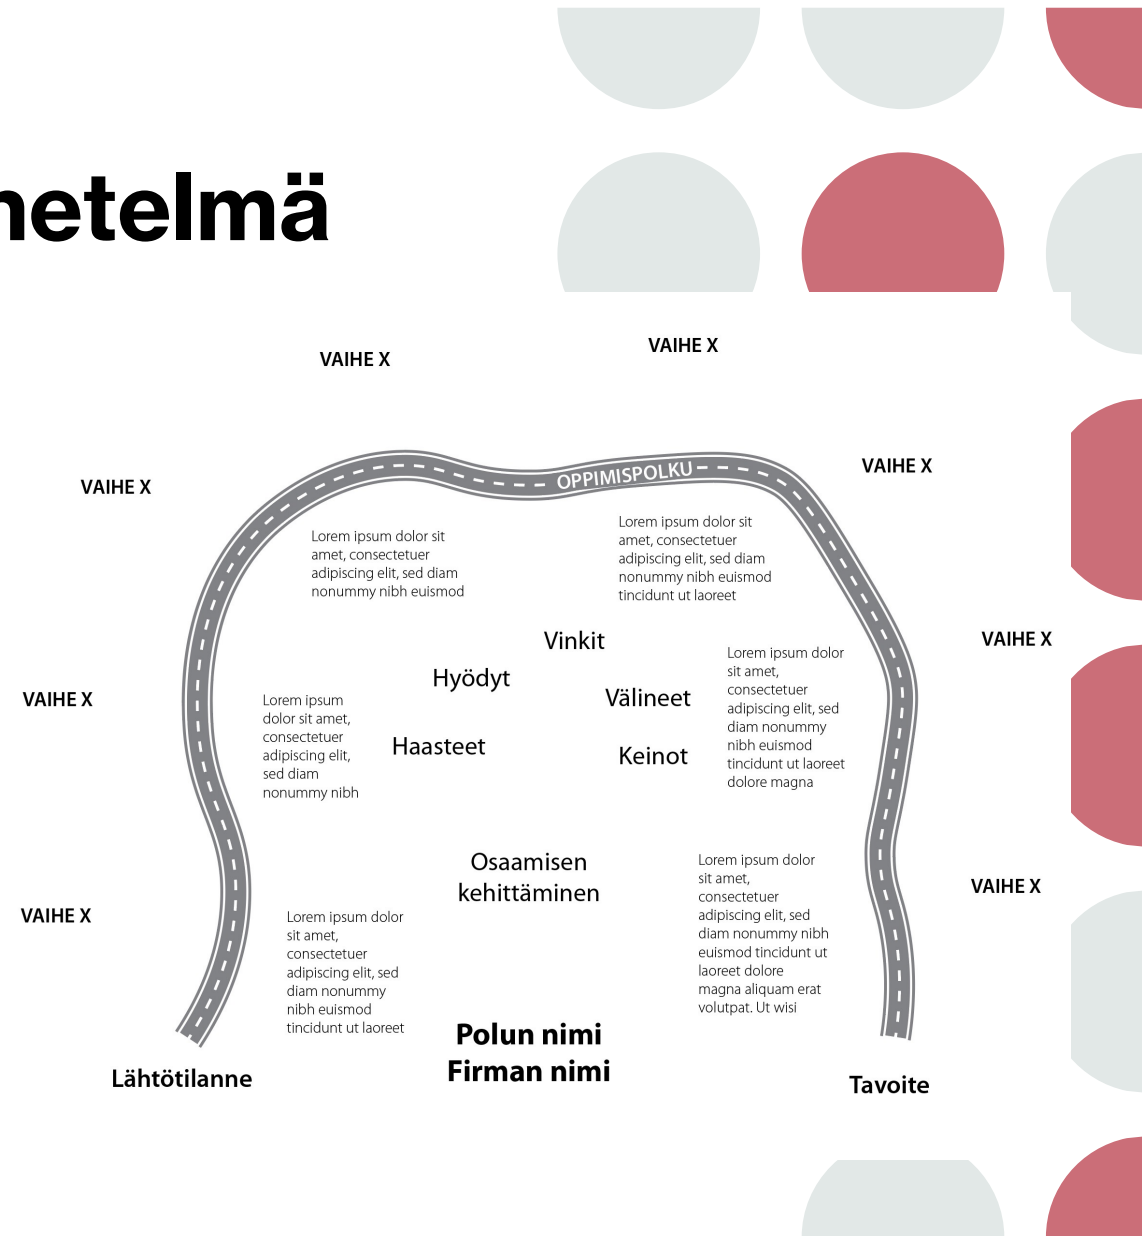 netelmä
VAIHE X
VAIHE X
VAIHE X
VAIHE X
OPPIMISPOLKU
Lorem ipsum dolor sit
amet, consectetuer
adipiscing elit, sed diam
nonummy nibh euismod
Lorem ipsum dolor sit
amet, consectetuer
adipiscing elit, sed diam
nonummy nibh euismod
tincidunt ut laoreet
VAIHE X
Vinkit
Hyödyt
Välineet
Haasteet
Keinot
Lorem ipsum dolor
sit amet,
consectetuer
adipiscing elit, sed
diam nonummy
nibh euismod
tincidunt ut laoreet
dolore magna
VAIHE X
Lorem ipsum
dolor sit amet,
consectetuer
adipiscing elit,
sed diam
nonummy nibh
Osaamisen
kehittäminen
Lorem ipsum dolor
sit amet,
consectetuer
adipiscing elit, sed
diam nonummy nibh
euismod tincidunt ut
laoreet dolore
magna aliquam erat
volutpat. Ut wisi
VAIHE X
VAIHE X
Lorem ipsum dolor
sit amet,
consectetuer
adipiscing elit, sed
diam nonummy
nibh euismod
tincidunt ut laoreet
Polun nimi
Firman nimi
Lähtötilanne
Tavoite